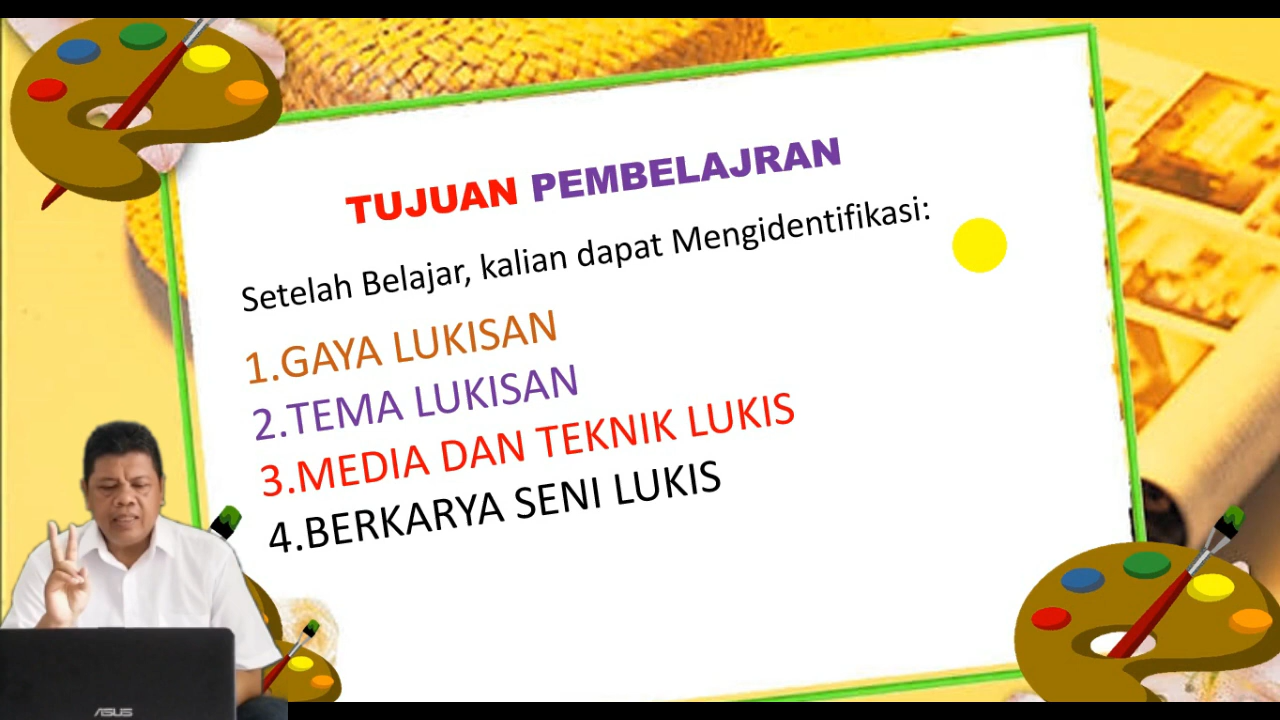 TUJUAN PEMBELAJRAN
Setelah Belajar, kalian dapat Mengidentifikasi:
1.GAYA LUKISAN
2.TEMA LUKISAN
3.MEDIA DAN TEKNIK LUKIS
4.BERKARYA SENI LUKIS
ASUS